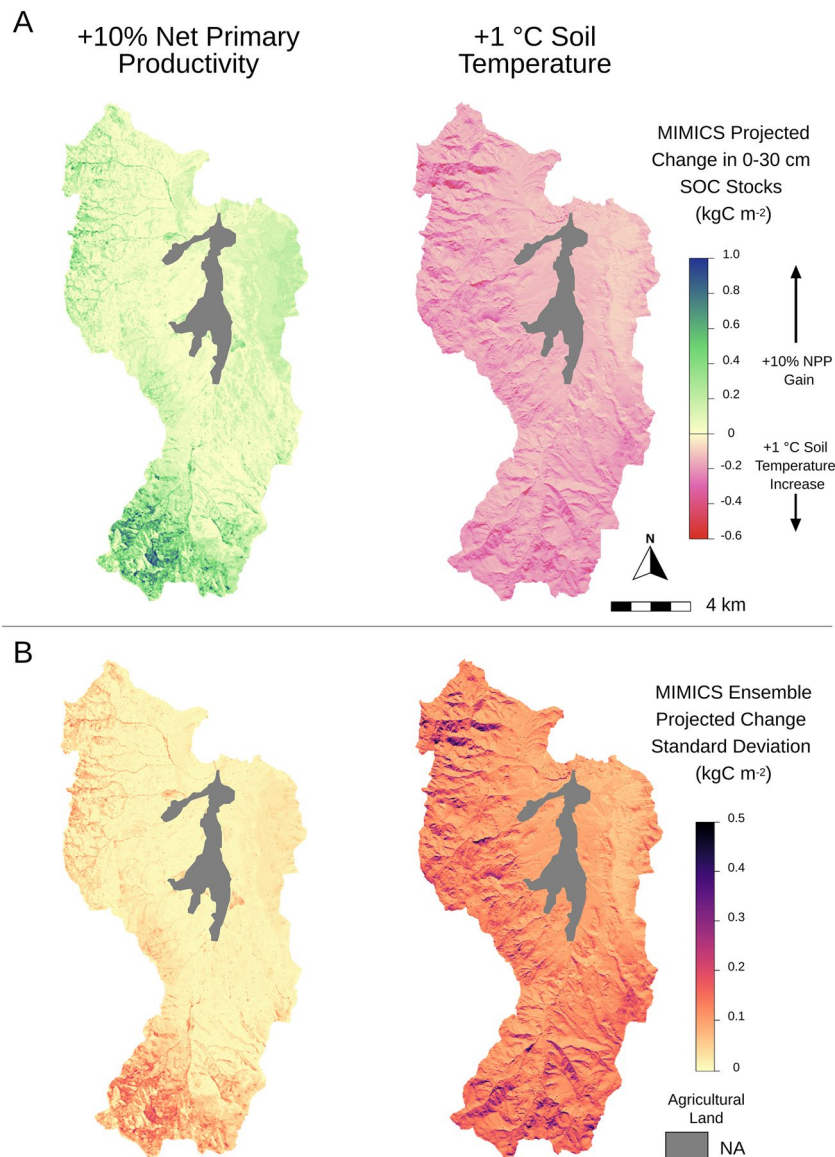 A
+10% Net Primary
Productivity
+1 °C Soil
Temperature
MIMICS Projected
Change in 0-30 cm
SOC Stocks
(kgC m-2)
1.0
0.8
0.6
0.4
0.2
0
-0.2
-0.4
-0.6
+10% NPP
Gain
+1 °C Soil
Temperature
Increase
N
4 km
B
MIMICS Ensemble
Projected Change
Standard Deviation
(kgC m-2)
0.5
0.4
0.3
0.2
0.1
0
Agricultural
Land
NA